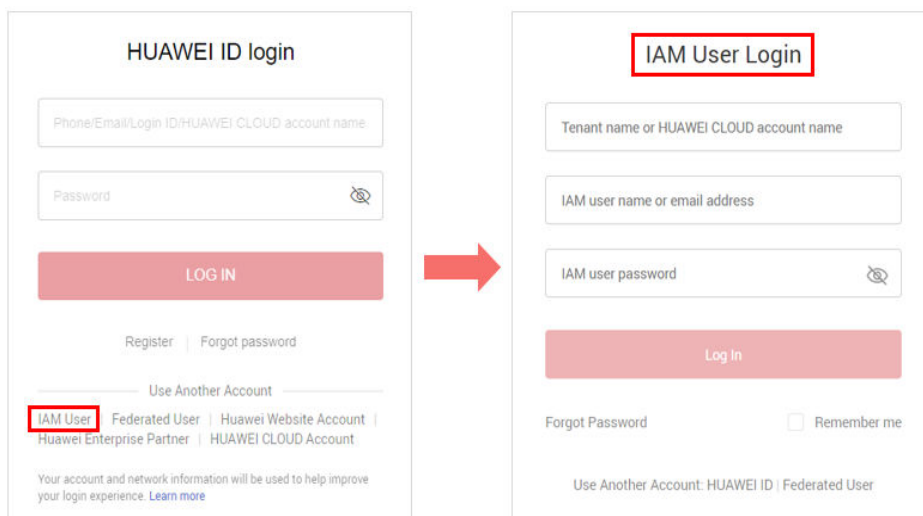 HUAWEI ID login
Phone/Email/Login ID/HUAWEI CLOUD account name
Password
LOG IN
Register | Forgot password
Use Another Account
IAM User | Federated User | Huawei Website Account |
Huawei Enterprise Partner | HUAWEI CLOUD Account
Your account and network information will be used to help improve
your login experience. Learn more
IAM User Login
Tenant name or HUAWEI CLOUD account name
IAM user name or email address
IAM user password
Log In
Forgot Password
Remember me
Use Another Account: HUAWEI ID | Federated User